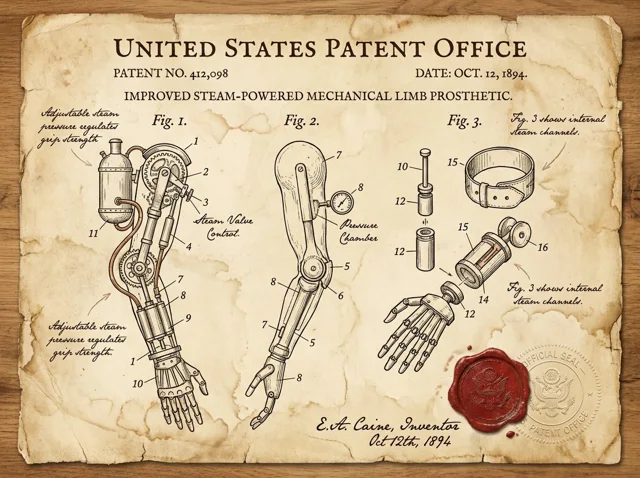 UNITED STATES PATENT OFFICE
PATENT NO. 412,098
DATE: OCT. 12, 1894.
IMPROVED STEAM-POWERED MECHANICAL LIMB PROSTHETIC.
Adjustable steam
pressure regulates
grip strength
Fig. 1.
1
2
3
Steam Valve
Control.
4
11
7
8
9
1
10
Adjustable steam
pressure regulates
grip strength.
Fig. 2.
7
8
Pressure
Chamber
5
6
8
7
5
8
Fig. 3.
Fig. 3 shows internal
steam channels.
10
12
12
15
15
16
14
12
Fig. 3 shows internal
steam channels.
E.A. Caine, Inventor
Oct 12th, 1894
OFFICIAL SEAL
PATENT OFFICE